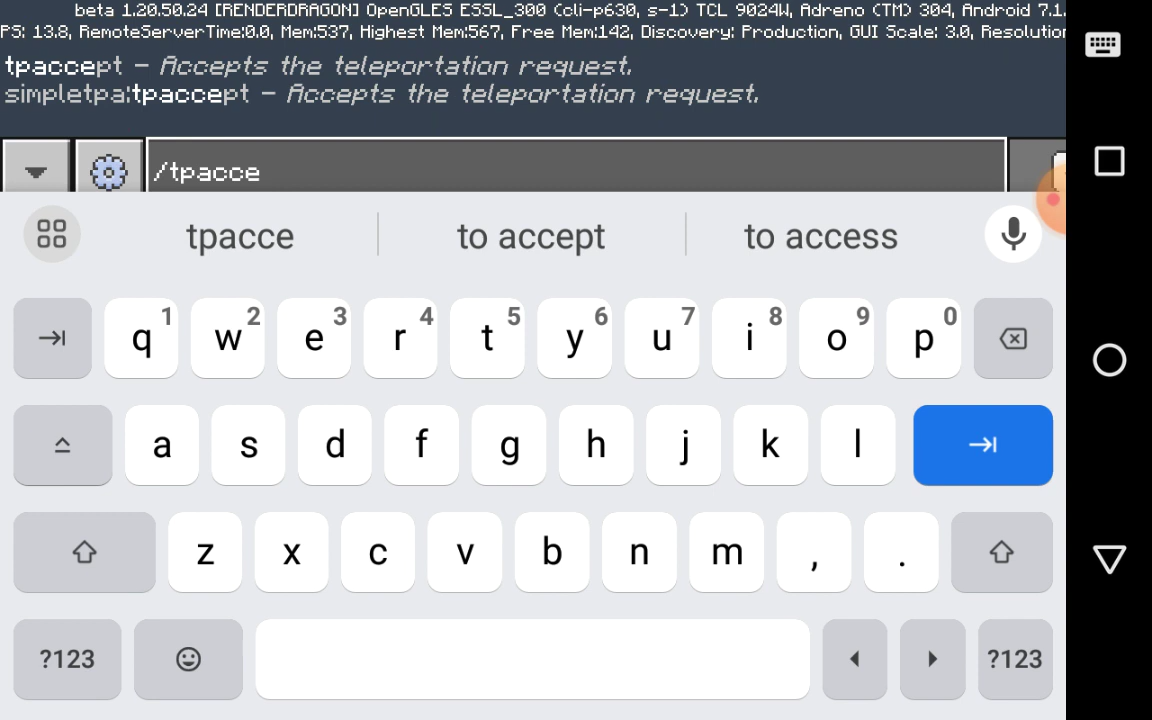 beta 1.20.50.24 [RENDERDRAGON] OpenGLES ESSL_300 (cli-p630, s-1) TCL 9024W, Adreno (TM) 304, Android 7.1.
PS: 13.8, RemoteServerTime:0.0, Mem:537, Highest Mem:567, Free Mem:142, Discovery: Production, GUI Scale: 3.0, Resolution
tpaccept – Accepts the teleportation request.
simpletpa:tpaccept – Accepts the teleportation request.
/tpacce
tpacce to accept to access
q 1 w 2 e 3 r 4 t 5 y 6 u 7 i 8 o 9 p 0
a s d f g h j k l
z x c v b n m , .
?123 ?123